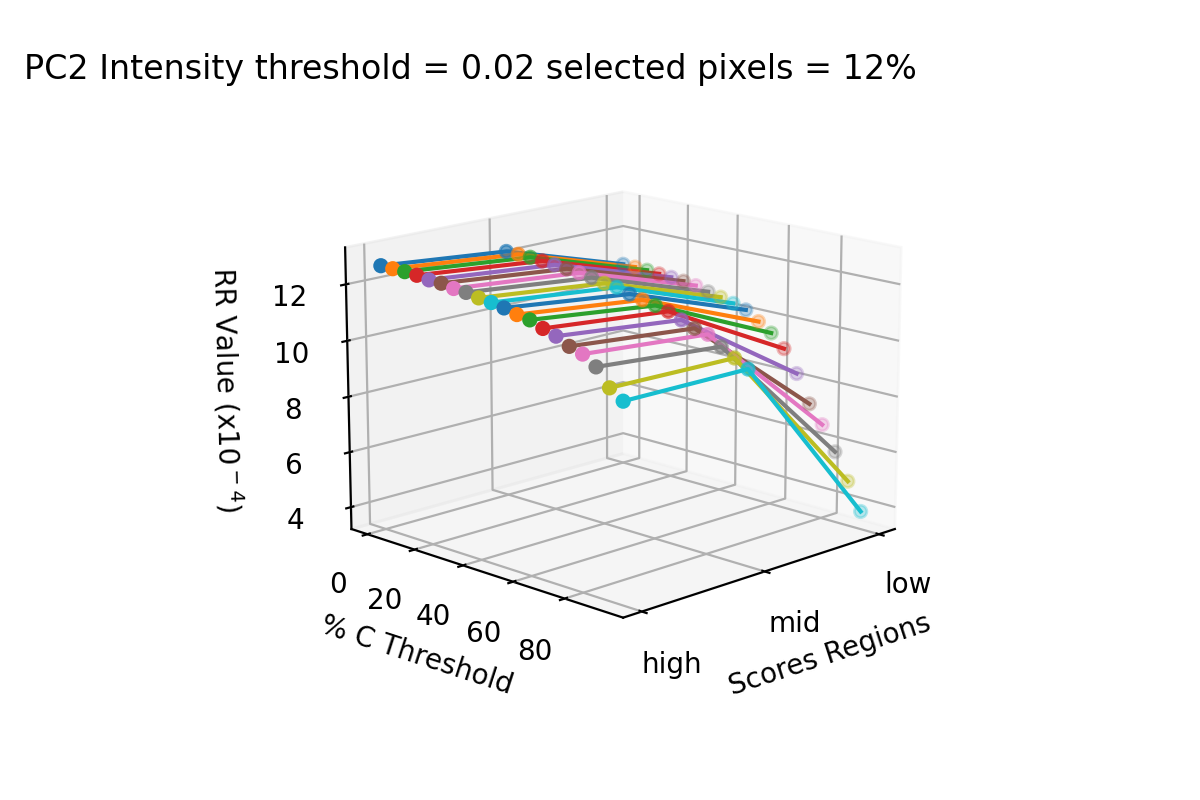 PC2 Intensity threshold = 0.02 selected pixels = 12%
RR Value (x10⁻⁴)
12
10
8
6
4
0
20
40
60
80
% C Threshold
high
mid
low
Scores Regions